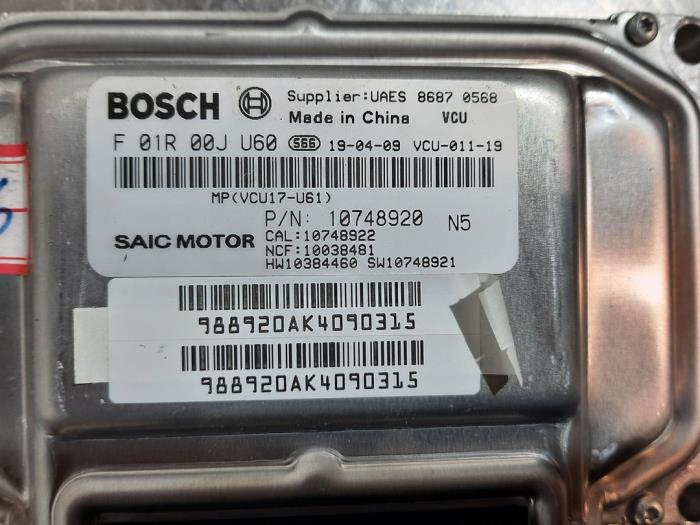 BOSCH Supplier:UAES 8687 0568
Made in China VCU
F 01R 00J U60 S66 19-04-09 VCU-011-19
MP(VCU17-U61)
P/N: 10748920 N5
SAIC MOTOR CAL:10748922
NCF:10038481
HW10384460 SW10748921
988920AK4090315
988920AK4090315